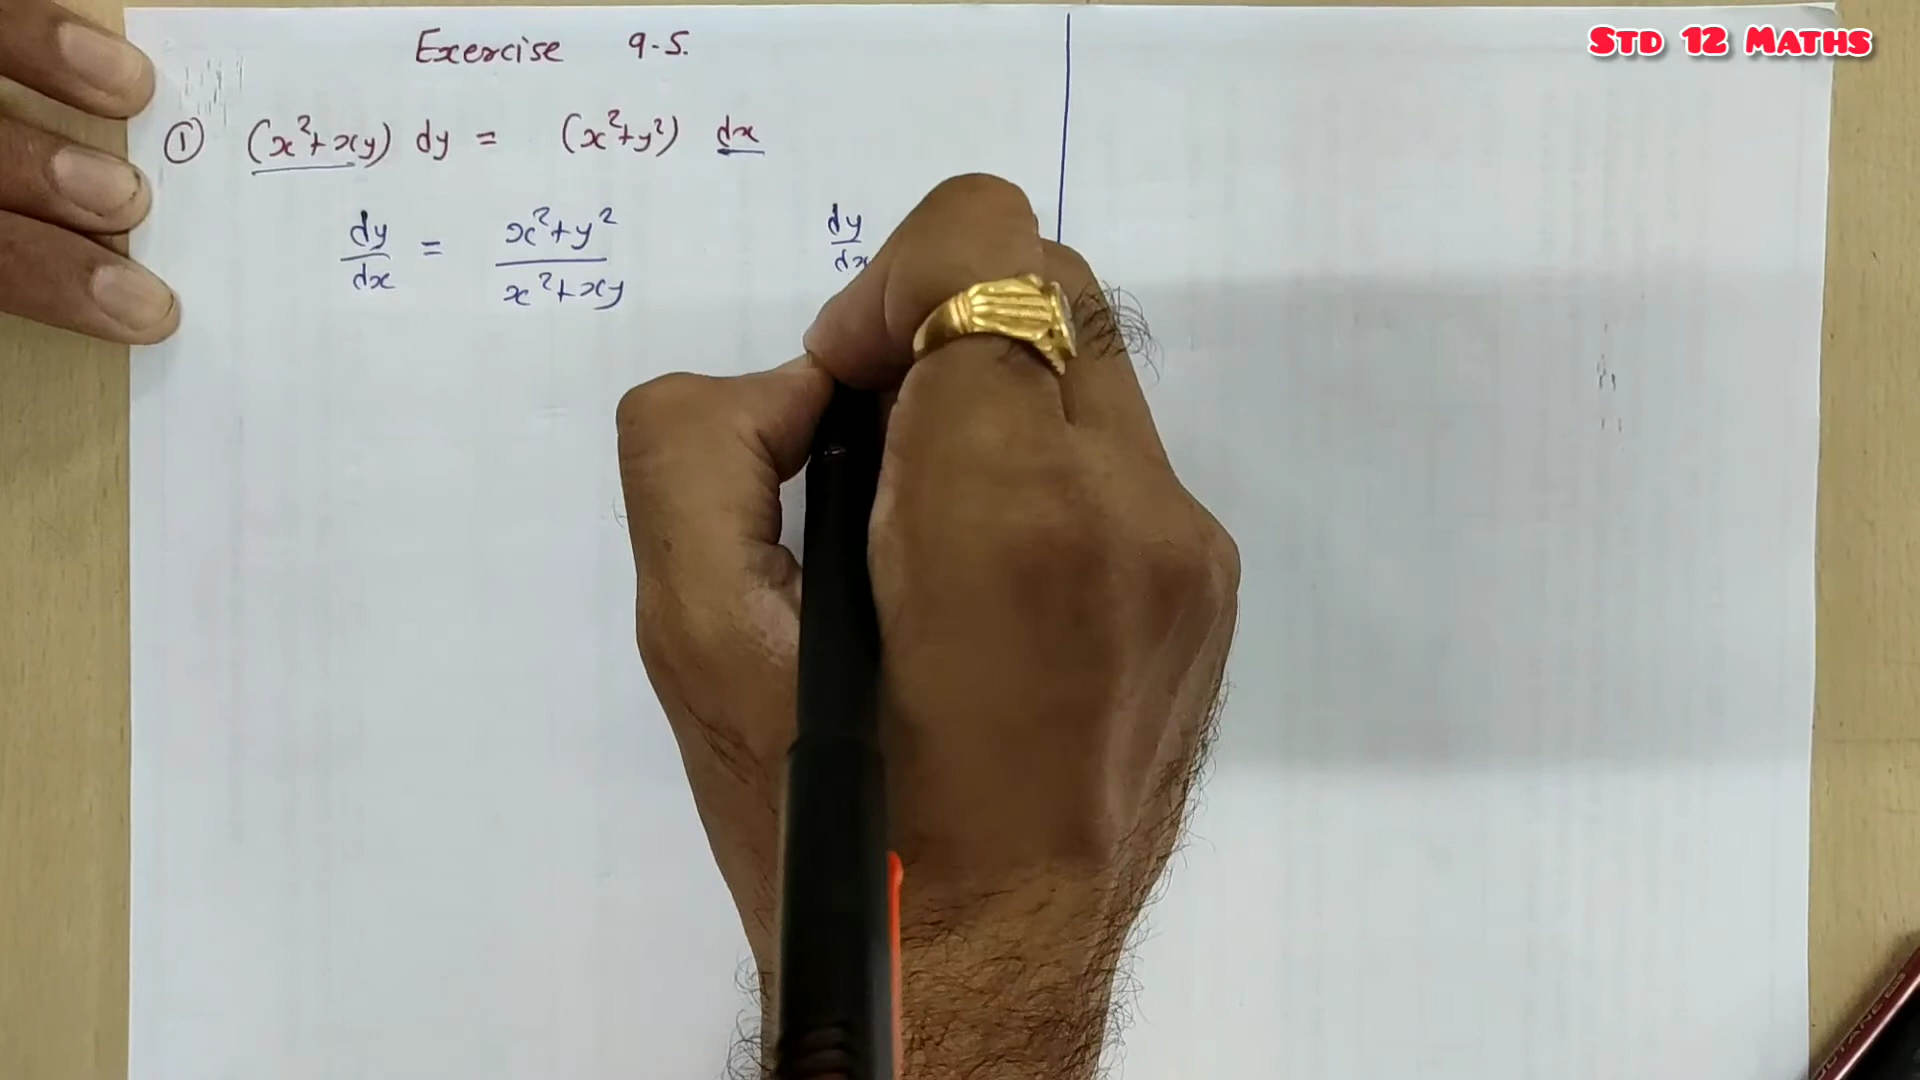 STD 12 MATHS
Exercise 9.5.
① (x²+xy) dy = (x²+y²) dx
dy/dx = x²+y² / x²+xy
dy/dx